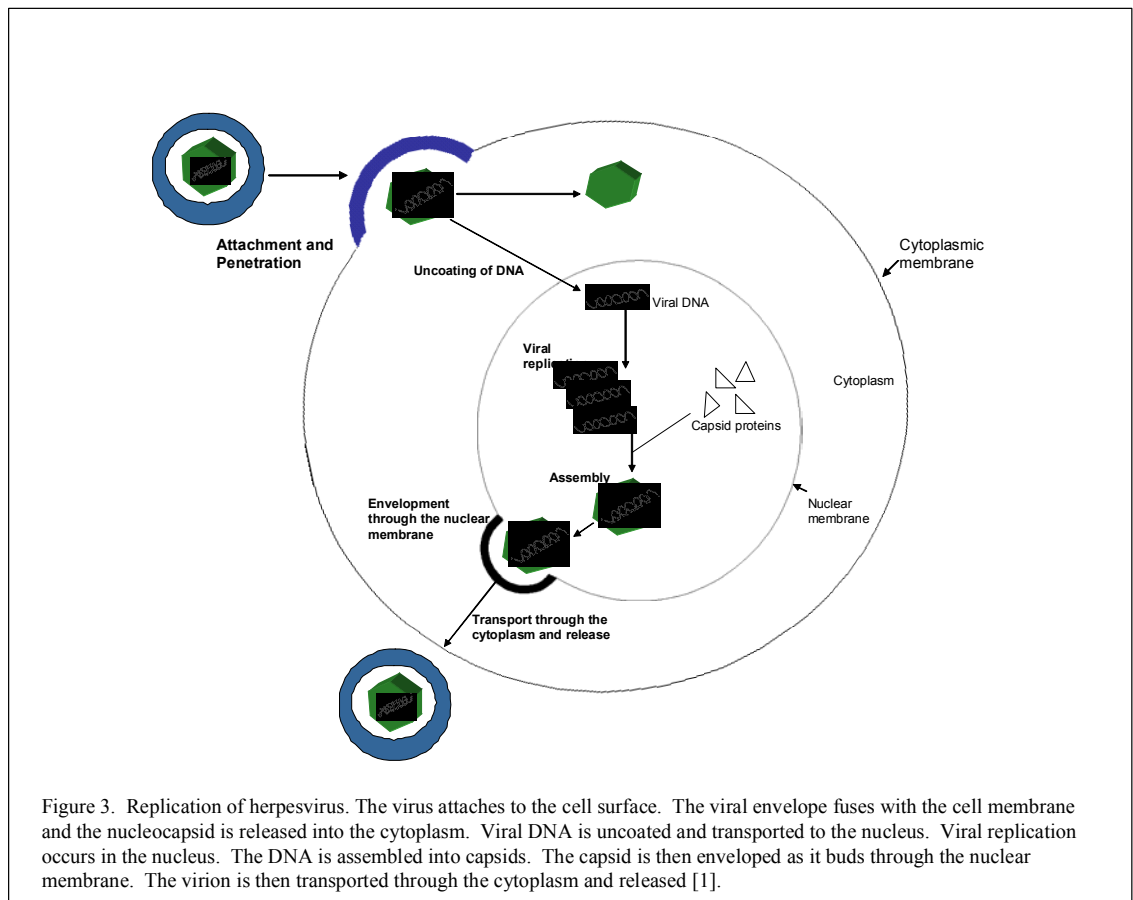 Attachment and
Penetration
Uncoating of DNA
Cytoplasmic
membrane
Viral DNA
Viral
Cytoplasm
Capsid proteins
Assembly
Envelopment
through the nuclear
membrane
Nuclear
membrane
Transport through the
cytoplasm and release
Figure 3.  Replication of herpesvirus. The virus attaches to the cell surface.  The viral envelope fuses with the cell membrane
and the nucleocapsid is released into the cytoplasm.  Viral DNA is uncoated and transported to the nucleus.  Viral replication
occurs in the nucleus.  The DNA is assembled into capsids.  The capsid is then enveloped as it buds through the nuclear
membrane.  The virion is then transported through the cytoplasm and released [1].